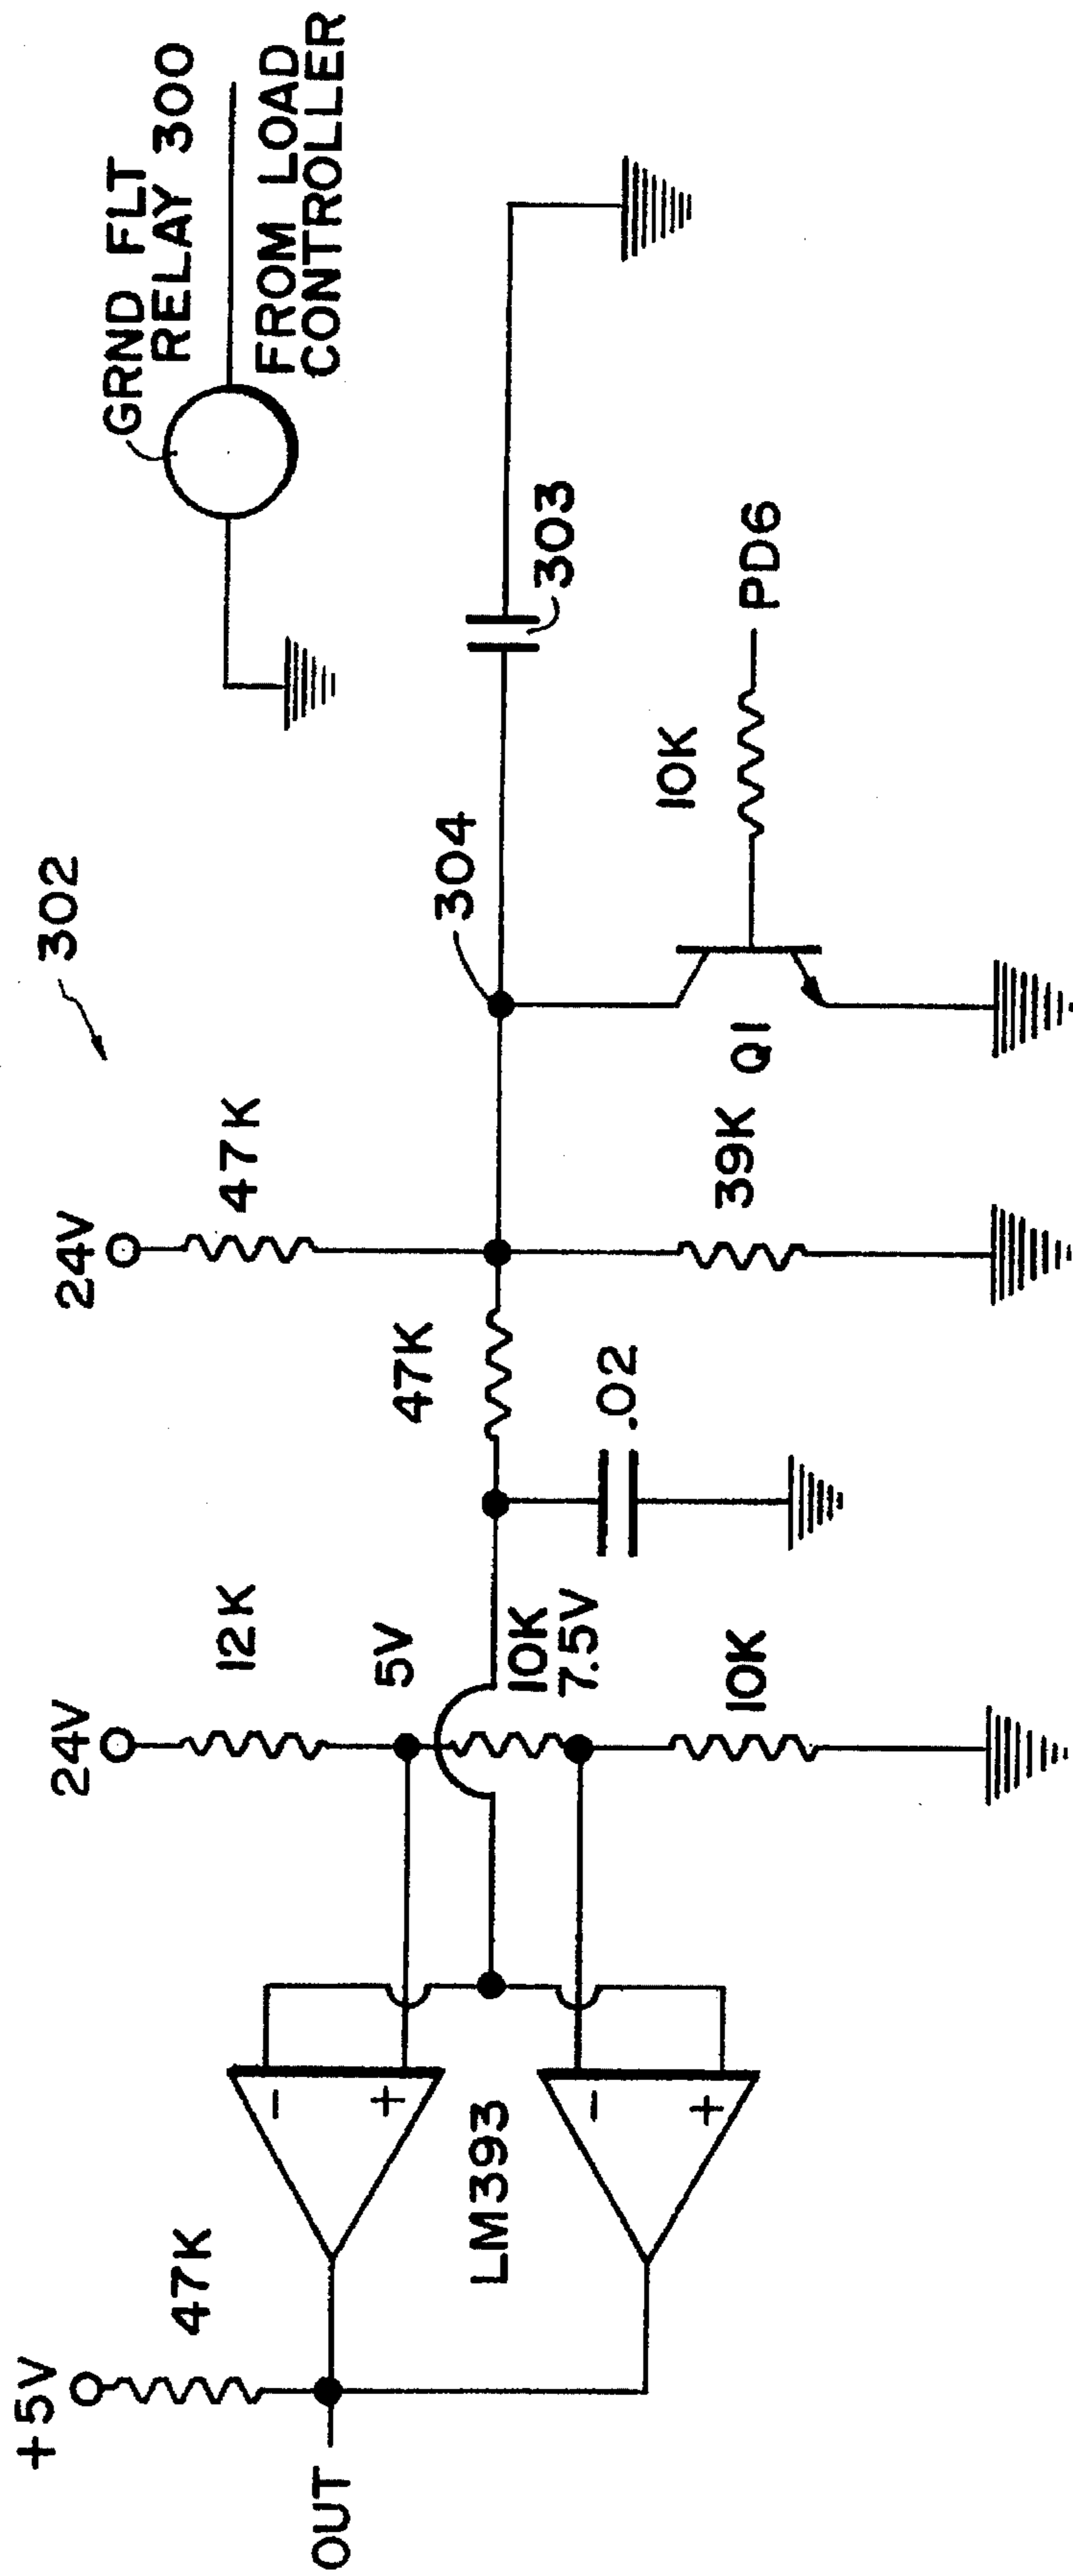 GRND FLT
RELAY 300
FROM LOAD
CONTROLLER
302
24V
47K
304
303
10K
PD6
Q1
39K
47K
.02
24V
12K
5V
10K
7.5V
10K
+5V
47K
-
+
LM393
-
+
OUT